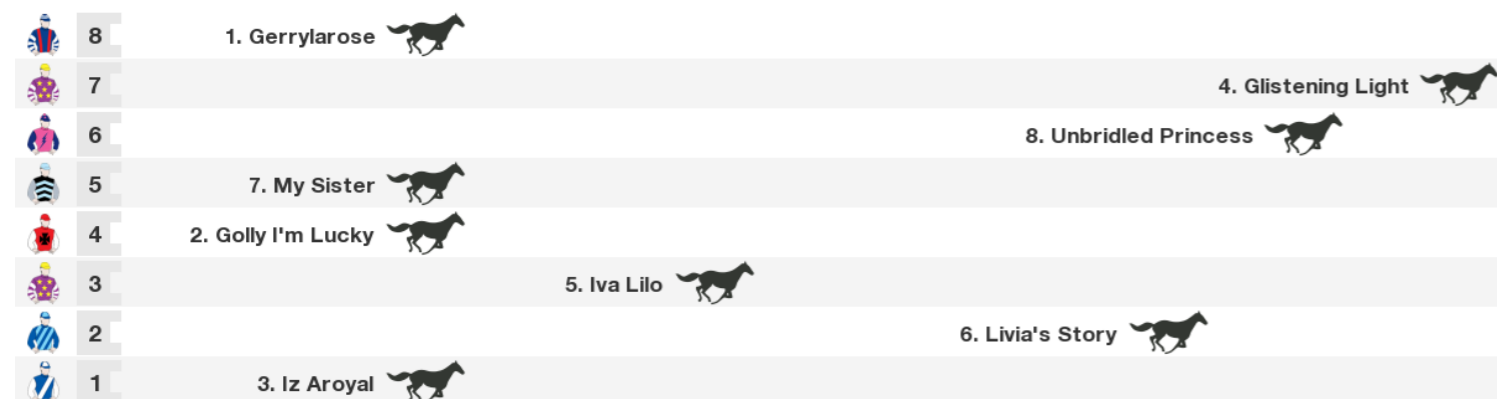 8 1. Gerrylarose
7 4. Glistening Light
6 8. Unbridled Princess
5 7. My Sister
4 2. Golly I'm Lucky
3 5. Iva Lilo
2 6. Livia's Story
1 3. Iz Aroyal